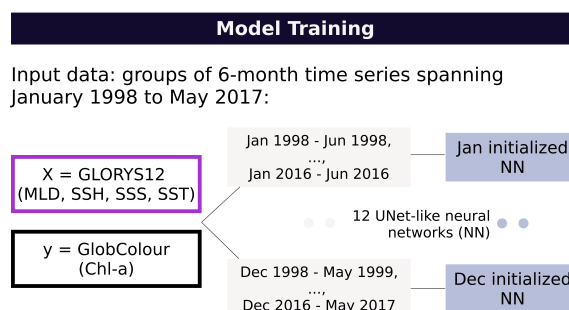 Model Training
Input data: groups of 6-month time series spanning
January 1998 to May 2017:
X = GLORYS12
(MLD, SSH, SSS, SST)
y = GlobColour
(Chl-a)
Jan 1998 - Jun 1998,
...,
Jan 2016 - Jun 2016
Jan initialized
NN
12 UNet-like neural
networks (NN)
Dec 1998 - May 1999,
...,
Dec 2016 - May 2017
Dec initialized
NN